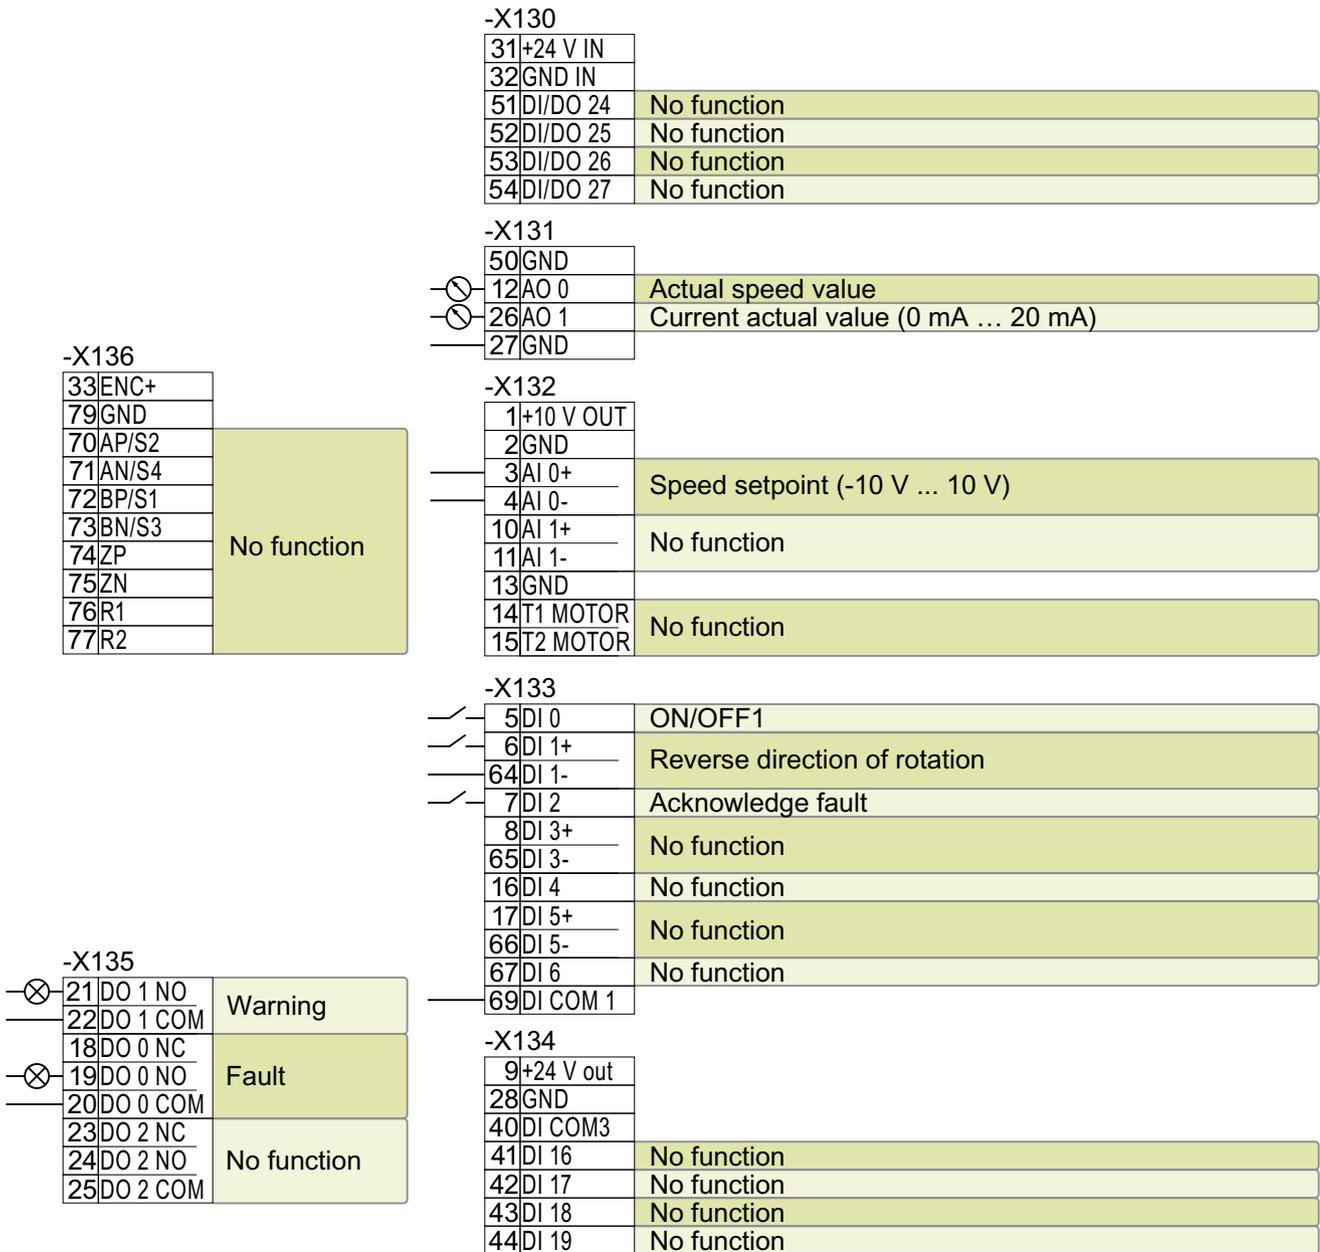 -X130
31 +24 V IN
32 GND IN
51 DI/DO 24 No function
52 DI/DO 25 No function
53 DI/DO 26 No function
54 DI/DO 27 No function
-X131
50 GND
12 AO 0 Actual speed value
26 AO 1 Current actual value (0 mA … 20 mA)
27 GND
-X136
33 ENC+
79 GND
70 AP/S2
71 AN/S4
72 BP/S1
73 BN/S3
74 ZP
75 ZN
76 R1
77 R2
No function
-X132
1 +10 V OUT
2 GND
3 AI 0+
4 AI 0-
Speed setpoint (-10 V ... 10 V)
10 AI 1+
11 AI 1-
No function
13 GND
14 T1 MOTOR
15 T2 MOTOR
No function
-X133
5 DI 0 ON/OFF1
6 DI 1+
64 DI 1-
Reverse direction of rotation
7 DI 2 Acknowledge fault
8 DI 3+
65 DI 3-
No function
16 DI 4 No function
17 DI 5+
66 DI 5-
No function
67 DI 6 No function
69 DI COM 1
-X135
21 DO 1 NO
22 DO 1 COM
Warning
18 DO 0 NC
19 DO 0 NO
20 DO 0 COM
Fault
23 DO 2 NC
24 DO 2 NO
25 DO 2 COM
No function
-X134
9 +24 V out
28 GND
40 DI COM3
41 DI 16 No function
42 DI 17 No function
43 DI 18 No function
44 DI 19 No function